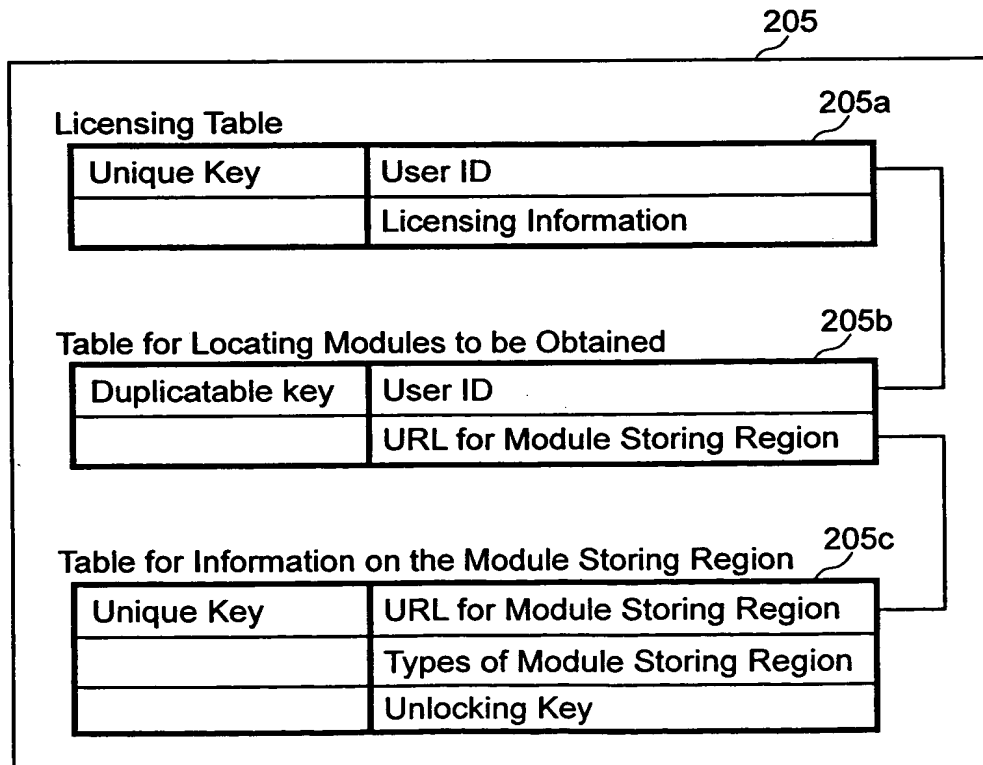 205
205a
Licensing Table
Unique Key User ID
Licensing Information
205b
Table for Locating Modules to be Obtained
Duplicatable key User ID
URL for Module Storing Region
205c
Table for Information on the Module Storing Region
Unique Key URL for Module Storing Region
Types of Module Storing Region
Unlocking Key